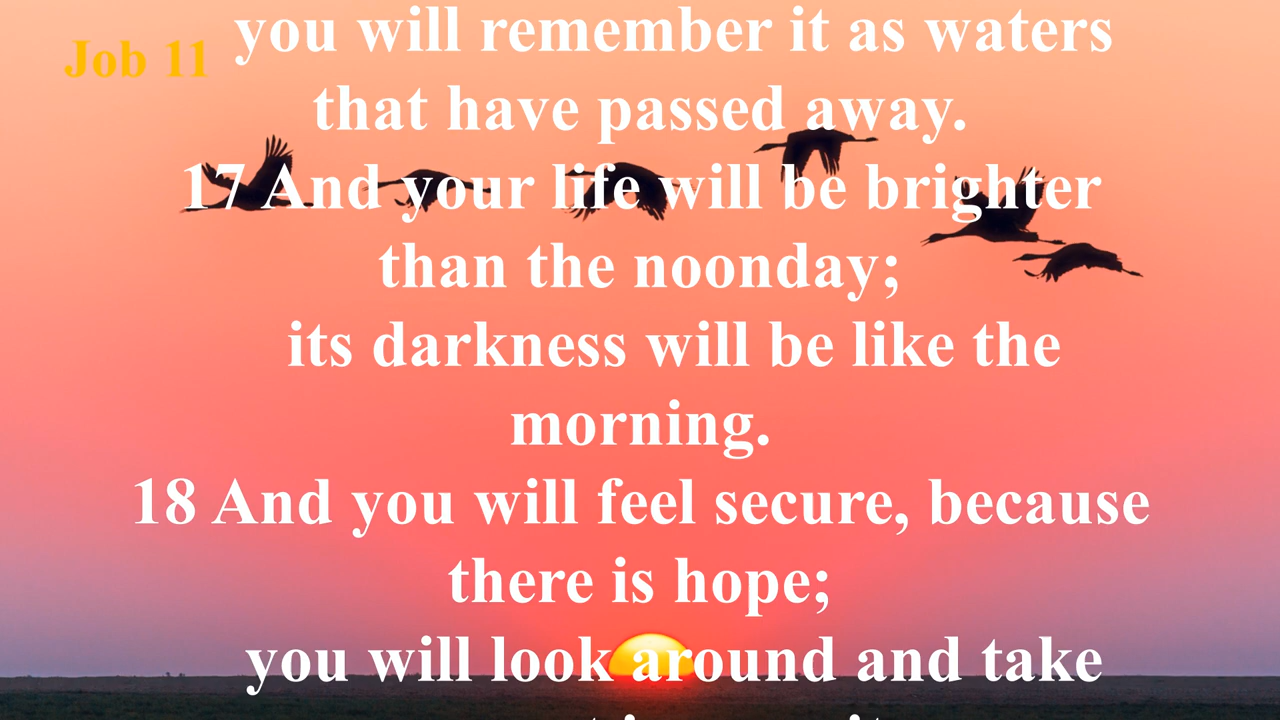 Job 11
you will remember it as waters
that have passed away.
17 And your life will be brighter
than the noonday;
its darkness will be like the
morning.
18 And you will feel secure, because
there is hope;
you will look around and take